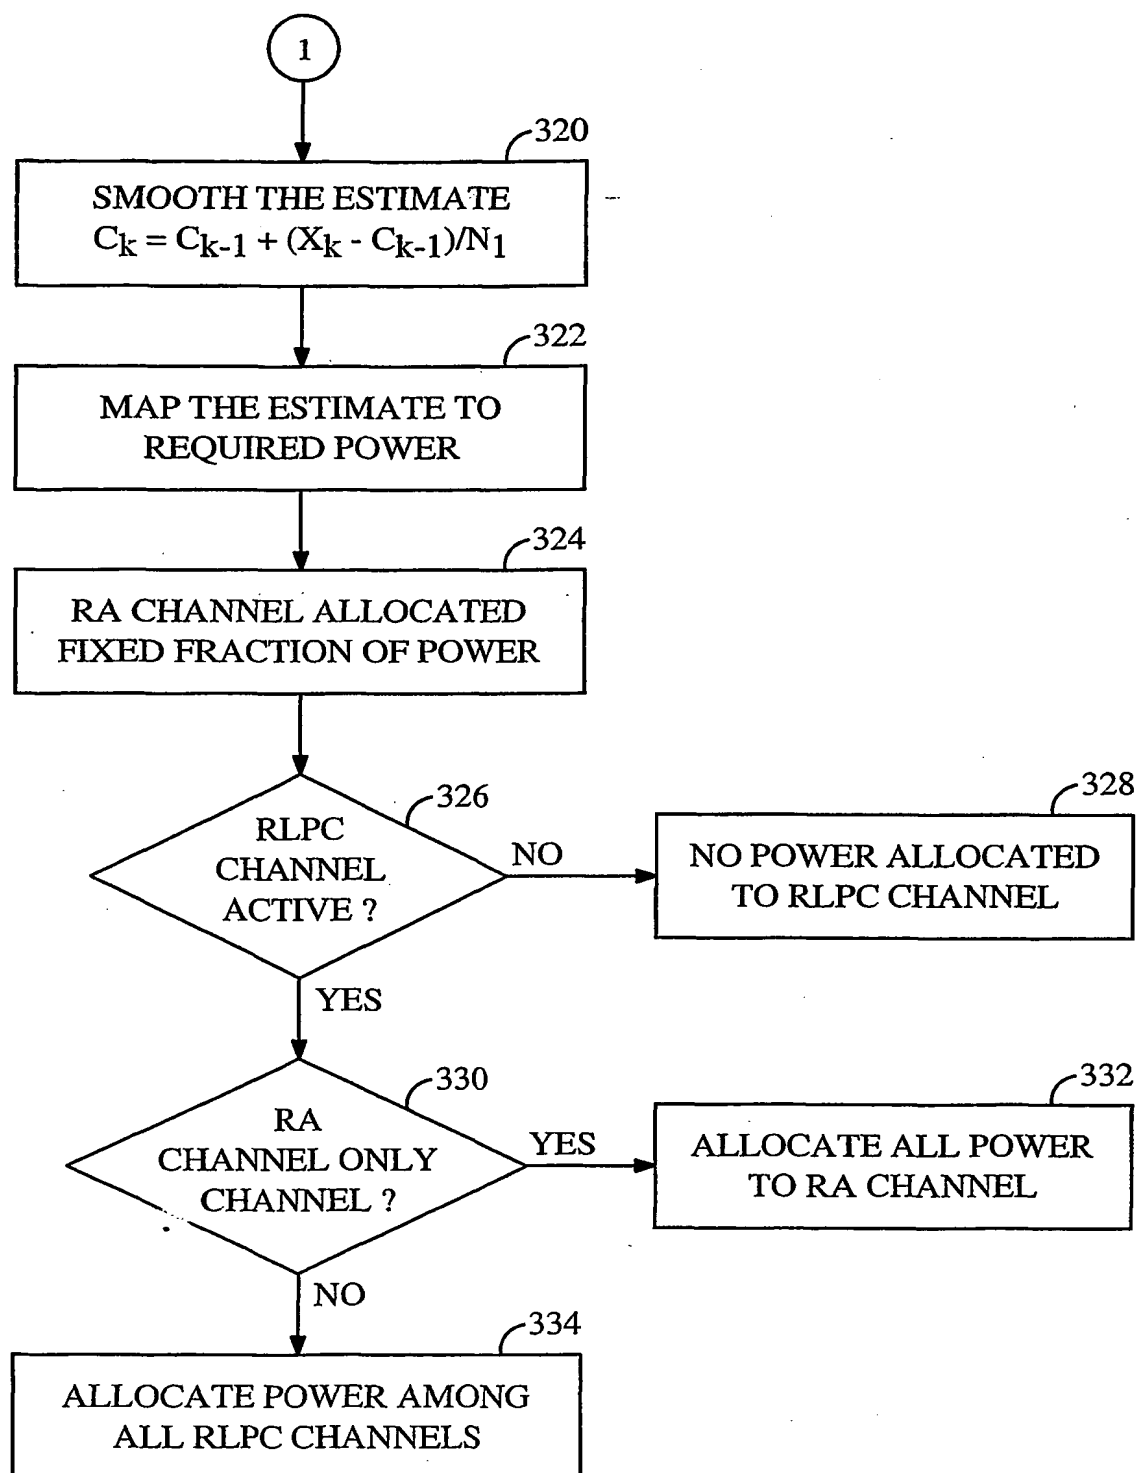 1
320
SMOOTH THE ESTIMATE
Ck = Ck-1 + (Xk - Ck-1)/N1
322
MAP THE ESTIMATE TO
REQUIRED POWER
324
RA CHANNEL ALLOCATED
FIXED FRACTION OF POWER
326
RLPC
CHANNEL
ACTIVE ?
NO
328
NO POWER ALLOCATED
TO RLPC CHANNEL
YES
330
RA
CHANNEL ONLY
CHANNEL ?
YES
332
ALLOCATE ALL POWER
TO RA CHANNEL
NO
334
ALLOCATE POWER AMONG
ALL RLPC CHANNELS